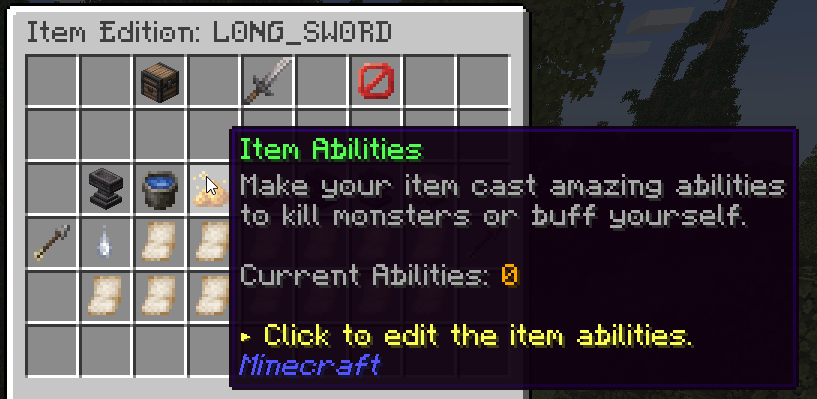 Item Edition: LONG_SWORD
Item Abilities
Make your item cast amazing abilities
to kill monsters or buff yourself.
Current Abilities: 0
▸ Click to edit the item abilities.
Minecraft